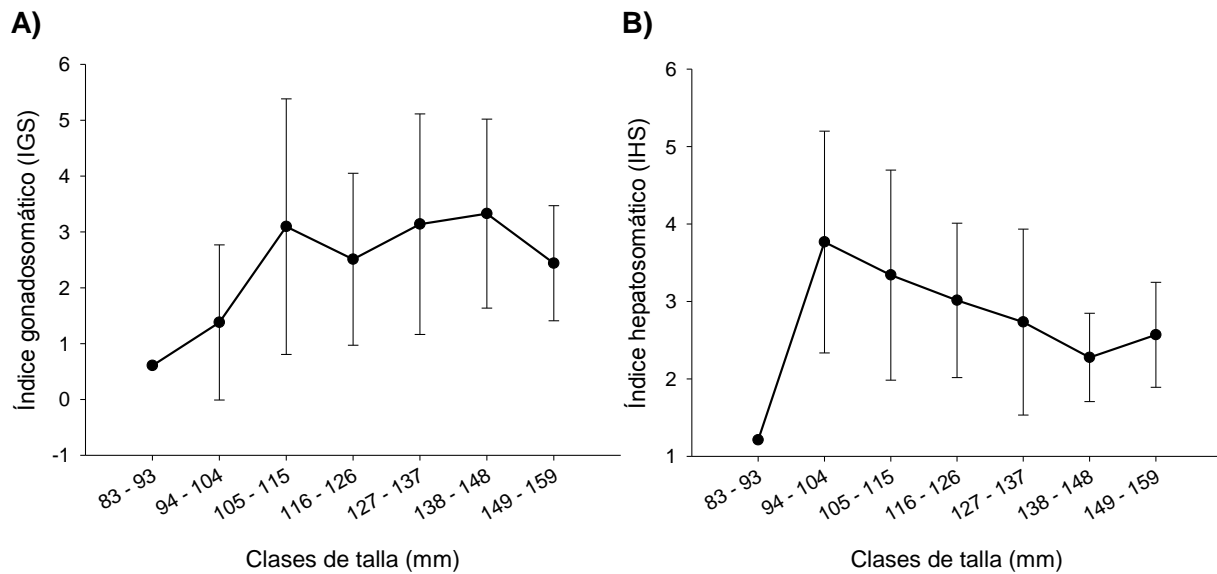 A)
Índice gonadosomático (IGS)
6
5
4
3
2
1
0
-1
83 - 93
94 - 104
105 - 115
116 - 126
127 - 137
138 - 148
149 - 159
Clases de talla (mm)
B)
Índice hepatosomático (IHS)
6
5
4
3
2
1
83 - 93
94 - 104
105 - 115
116 - 126
127 - 137
138 - 148
149 - 159
Clases de talla (mm)